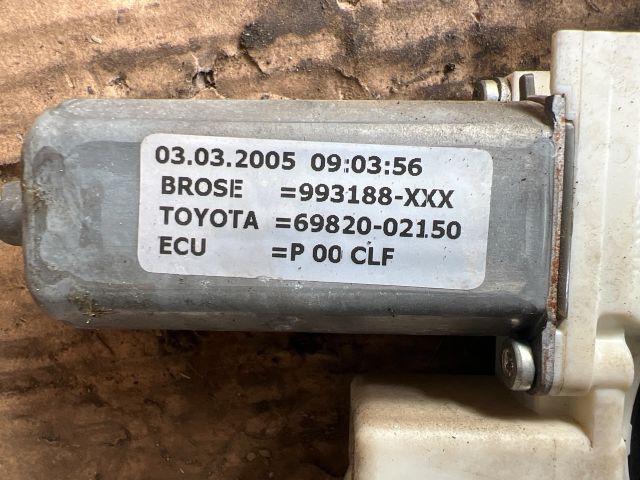 03.03.2005 09:03:56
BROSE =993188-XXX
TOYOTA =69820-02150
ECU =P 00 CLF